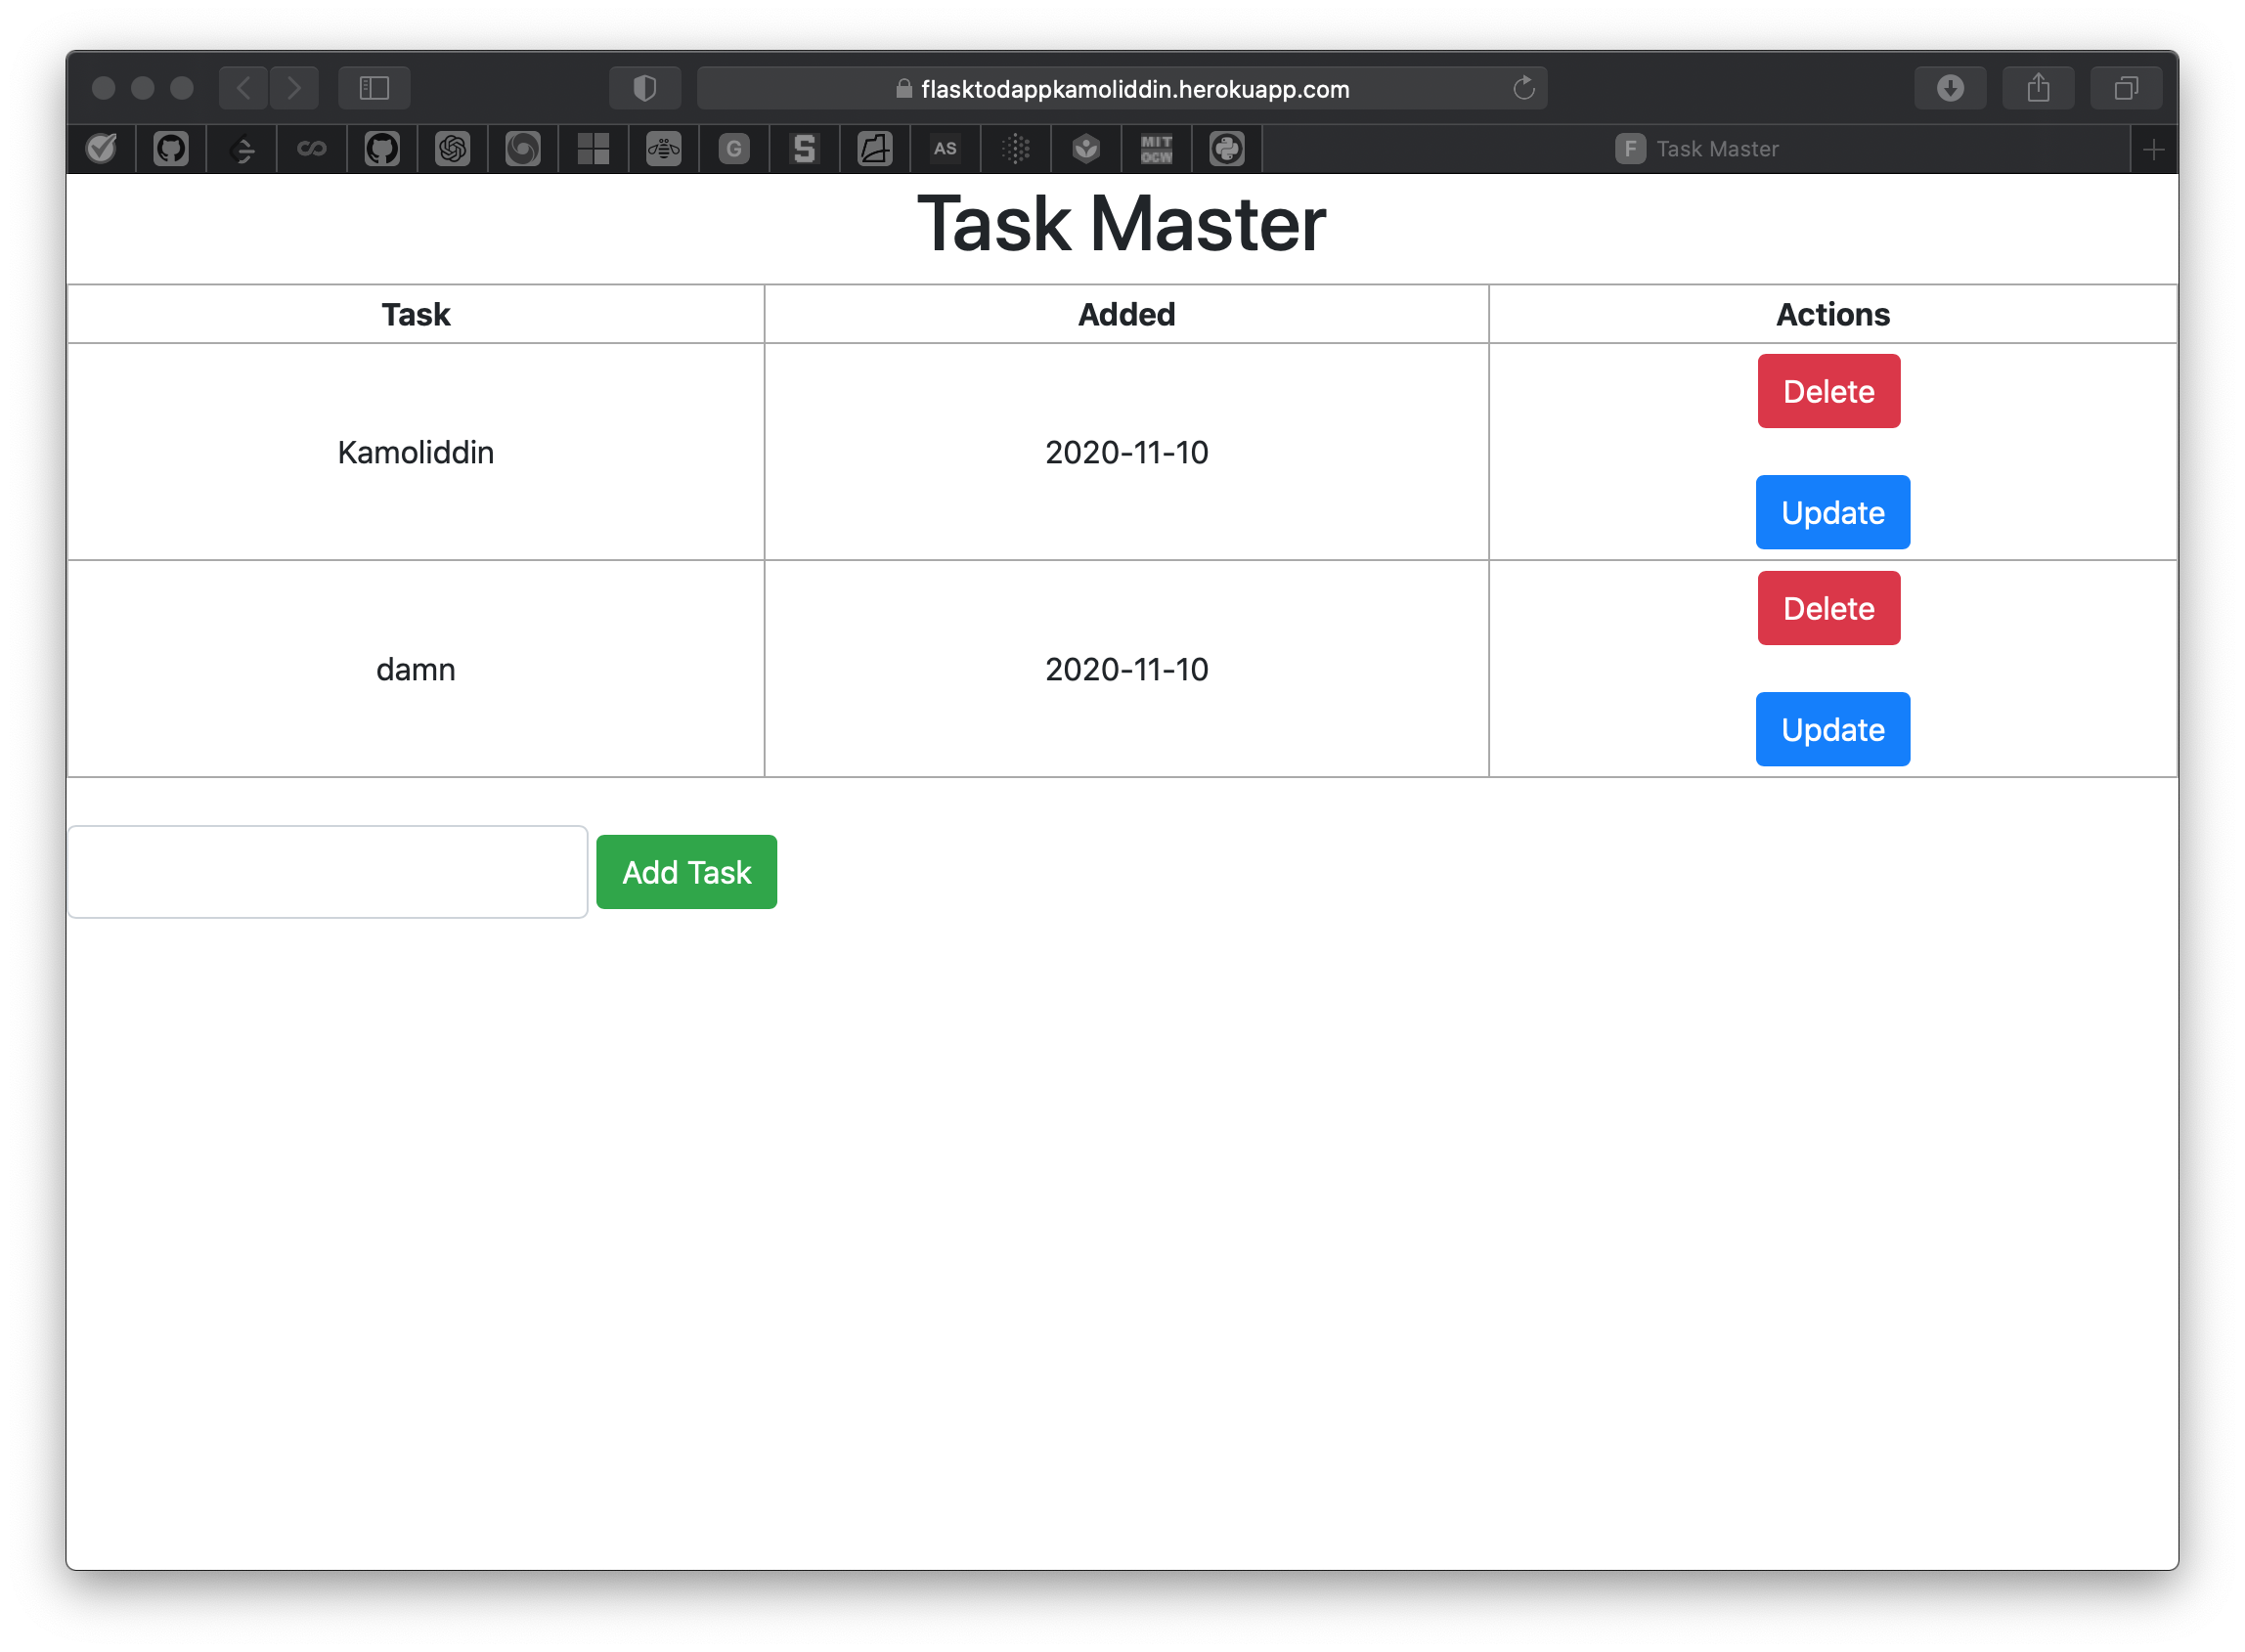 flasktodappkamoliddin.herokuapp.com
G
S
AS
MIT
OCW
F Task Master
Task Master
Task Added Actions
Delete
Kamoliddin 2020-11-10
Update
Delete
damn 2020-11-10
Update
Add Task